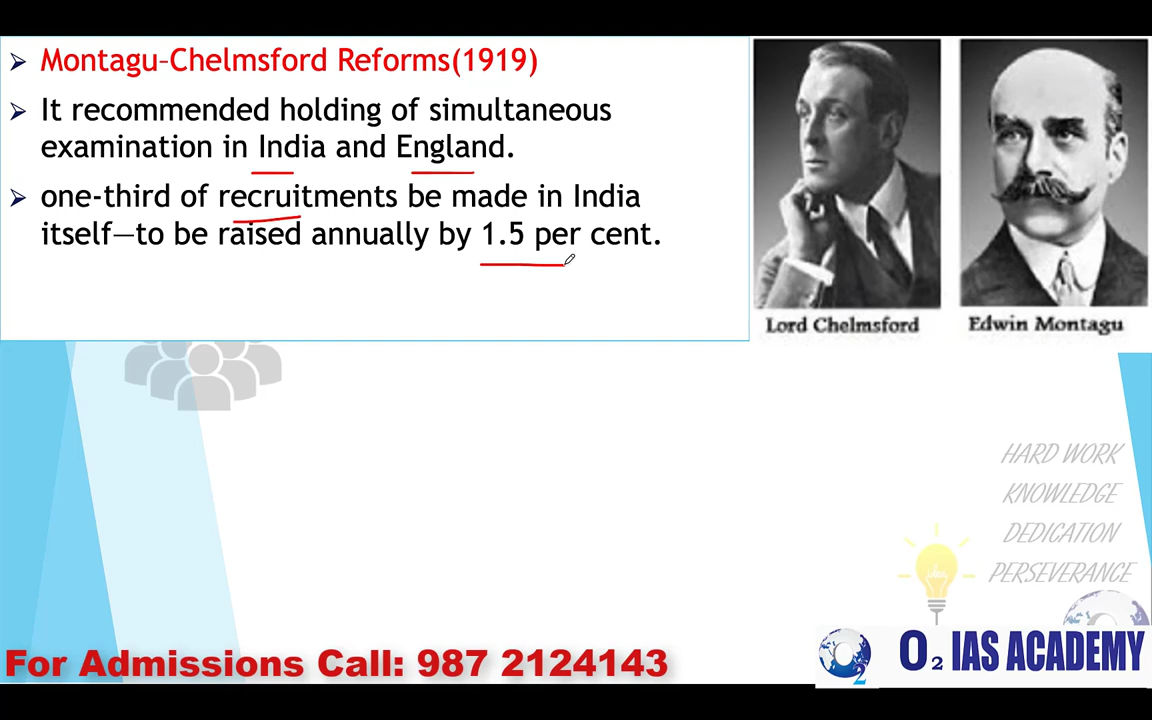 Montagu–Chelmsford Reforms(1919)
It recommended holding of simultaneous
examination in India and England.
one-third of recruitments be made in India
itself—to be raised annually by 1.5 per cent.
Lord Chelmsford
Edwin Montagu
HARD WORK
KNOWLEDGE
DEDICATION
PERSEVERANCE
For Admissions Call: 987 2124143
O2
O2 IAS ACADEMY